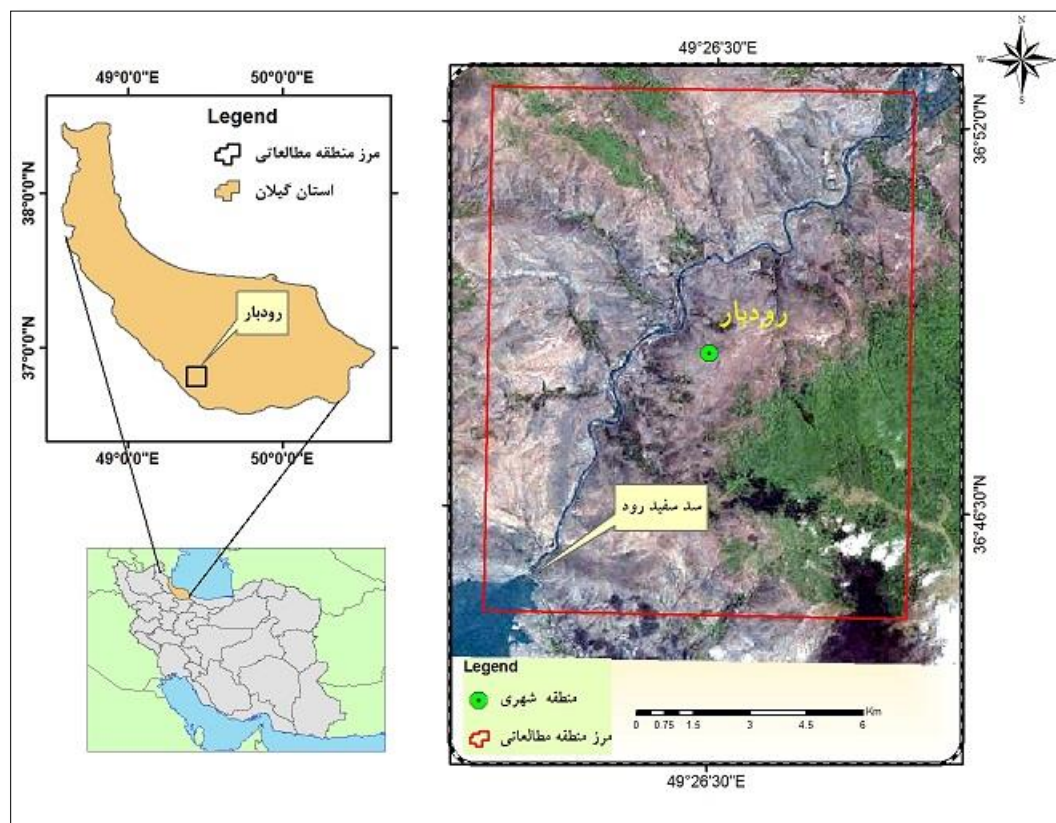 49°0'0"E
50°0'0"E
38°0'0"N
37°0'0"N
Legend
مرز منطقه مطالعاتی
استان گیلان
رودبار
49°0'0"E
50°0'0"E
49°26'30"E
N
W
E
S
36°52'0"N
رودبار
سد سفید رود
36°46'30"N
Legend
منطقه شهری
مرز منطقه مطالعاتی
Km
0 0.75 1.5 3 4.5 6
49°26'30"E